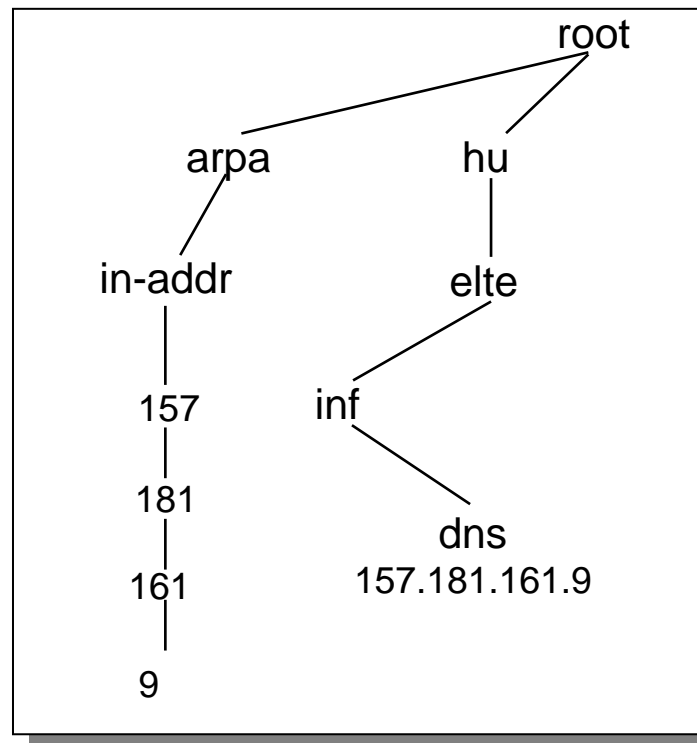 root
arpa hu
in-addr elte
157 inf
181
dns
161 157.181.161.9
9